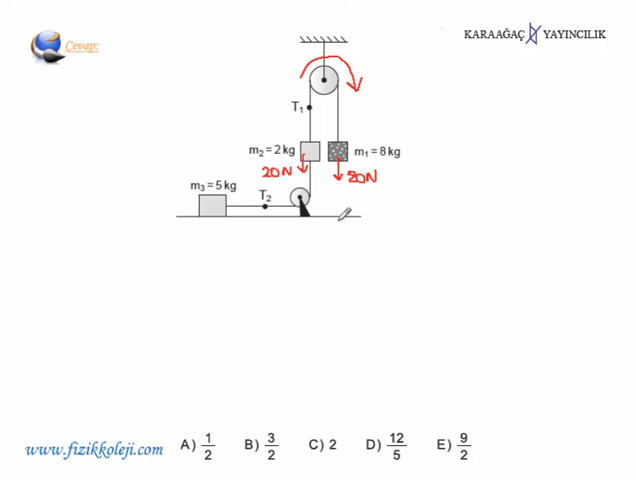 Cevap:
KARAAĞAÇ YAYINCILIK
T1
m2 = 2 kg
m1 = 8 kg
20N
80N
m3 = 5 kg
T2
www.fizikkoleji.com
A) 1/2 B) 3/2 C) 2 D) 12/5 E) 9/2